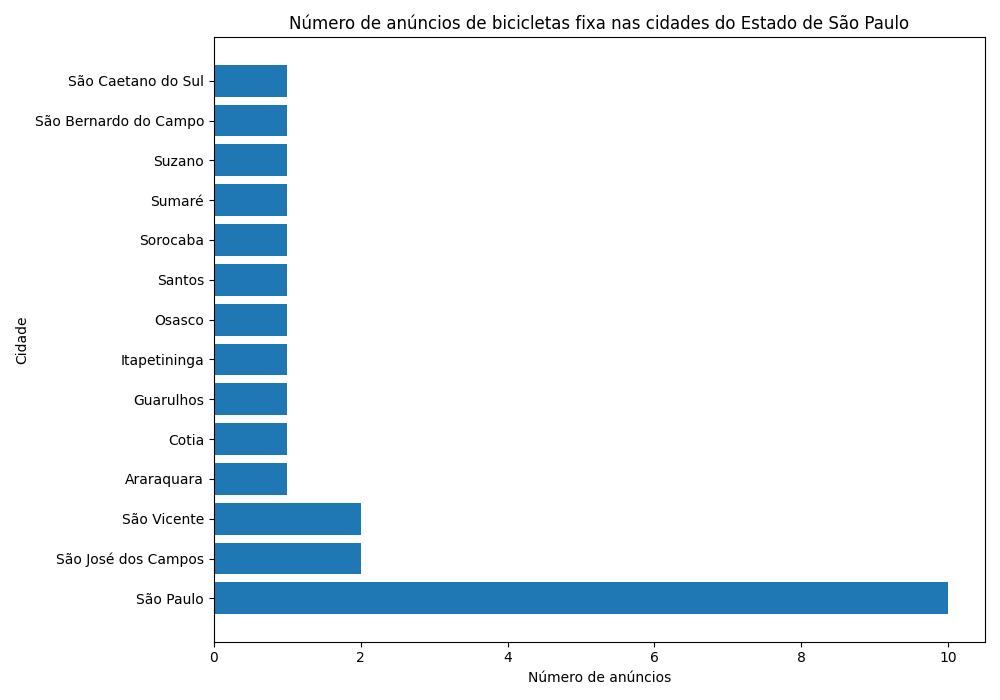 Número de anúncios de bicicletas fixa nas cidades do Estado de São Paulo
Cidade
São Caetano do Sul
São Bernardo do Campo
Suzano
Sumaré
Sorocaba
Santos
Osasco
Itapetininga
Guarulhos
Cotia
Araraquara
São Vicente
São José dos Campos
São Paulo
0 2 4 6 8 10
Número de anúncios